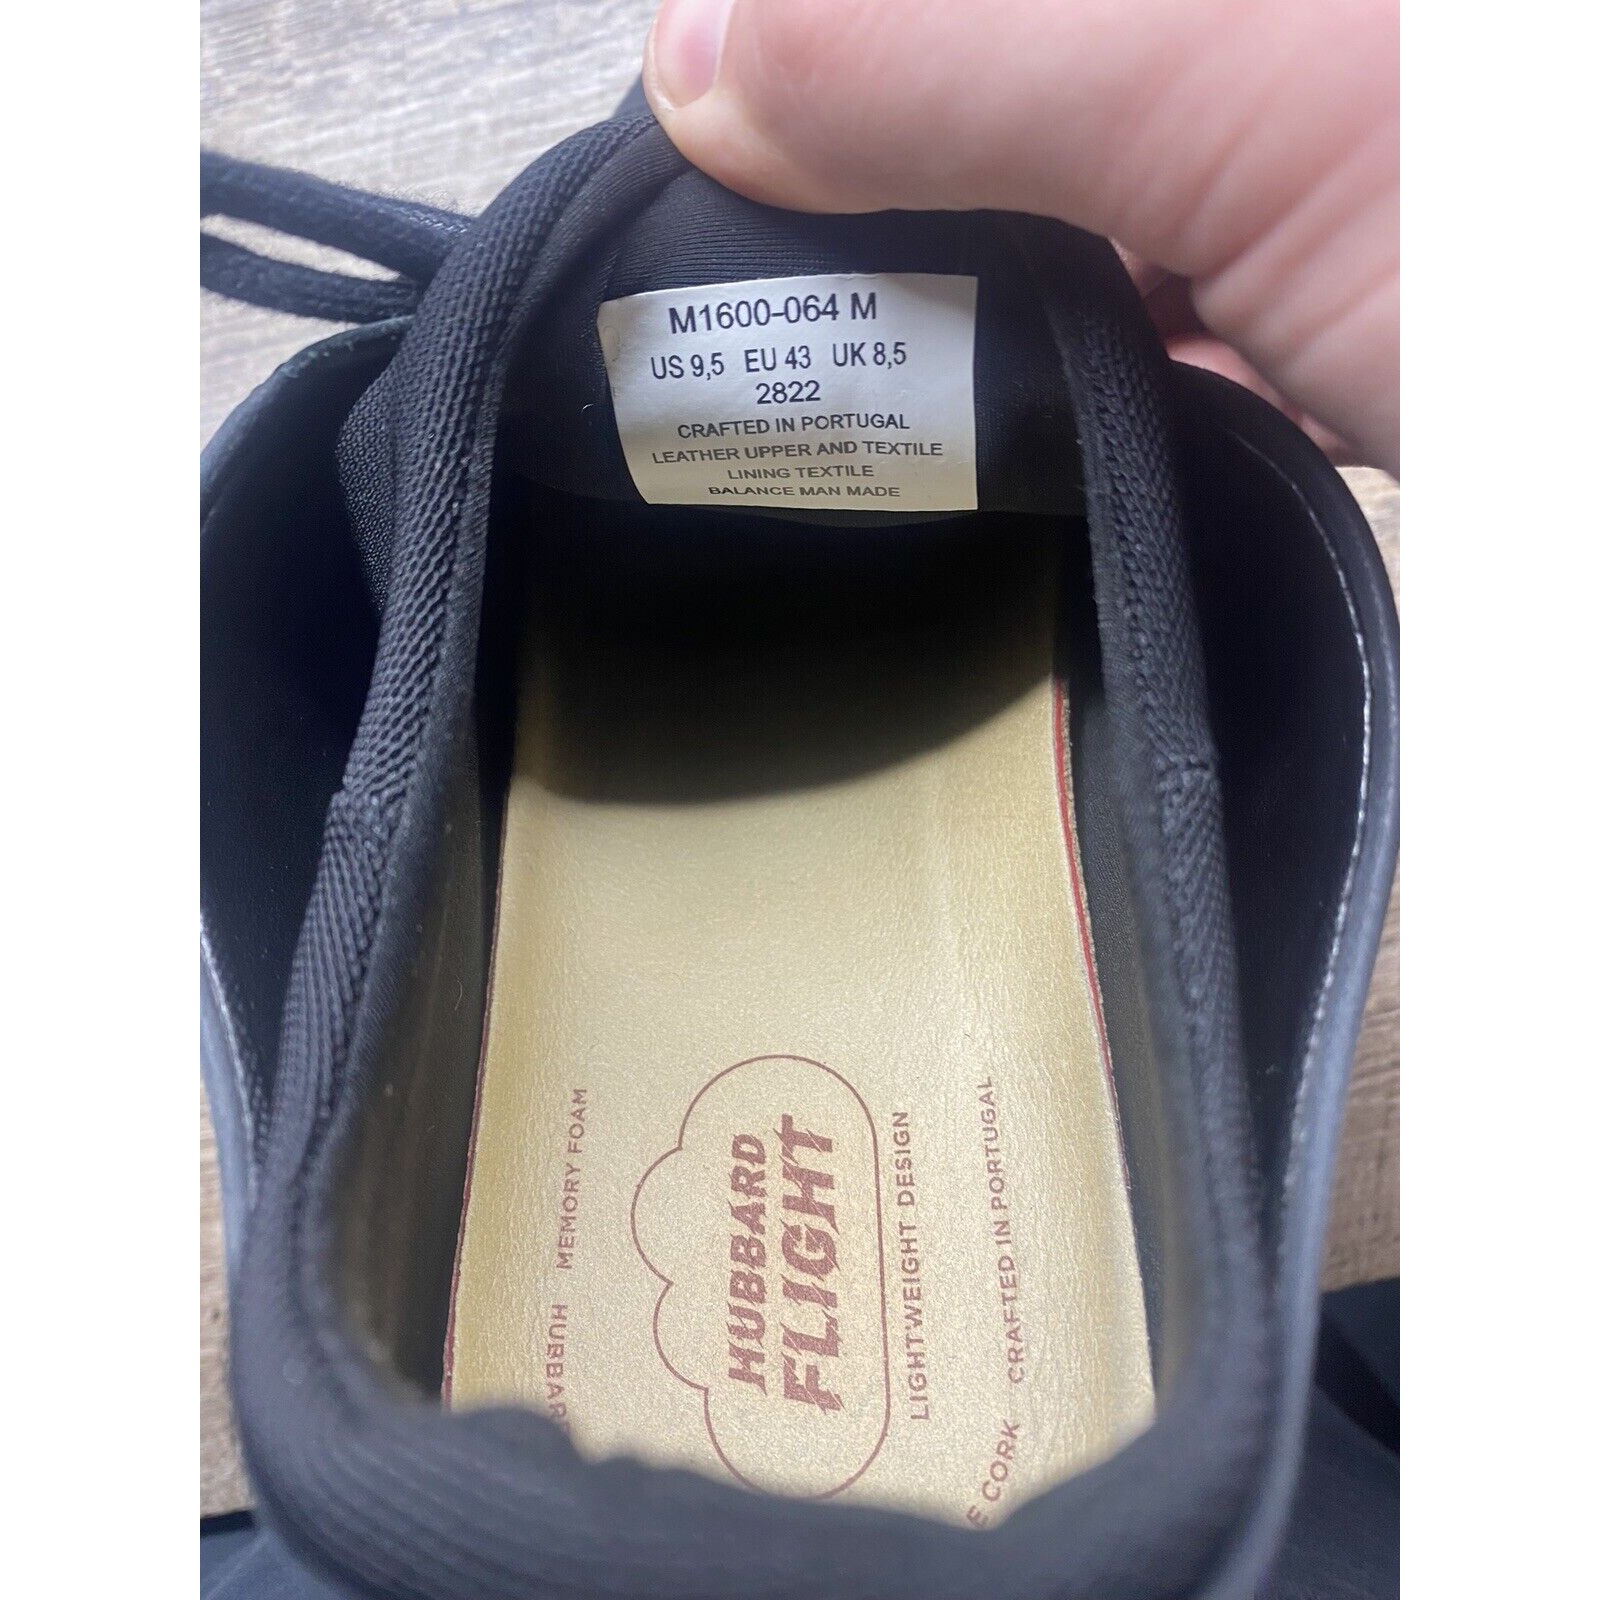 M1600-064 M
US 9,5 EU 43 UK 8,5
2822
CRAFTED IN PORTUGAL
LEATHER UPPER AND TEXTILE
LINING TEXTILE
BALANCE MAN MADE
MEMORY FOAM
HUBBARD
FLIGHT
LIGHTWEIGHT DESIGN
CRAFTED IN PORTUGAL
CORK